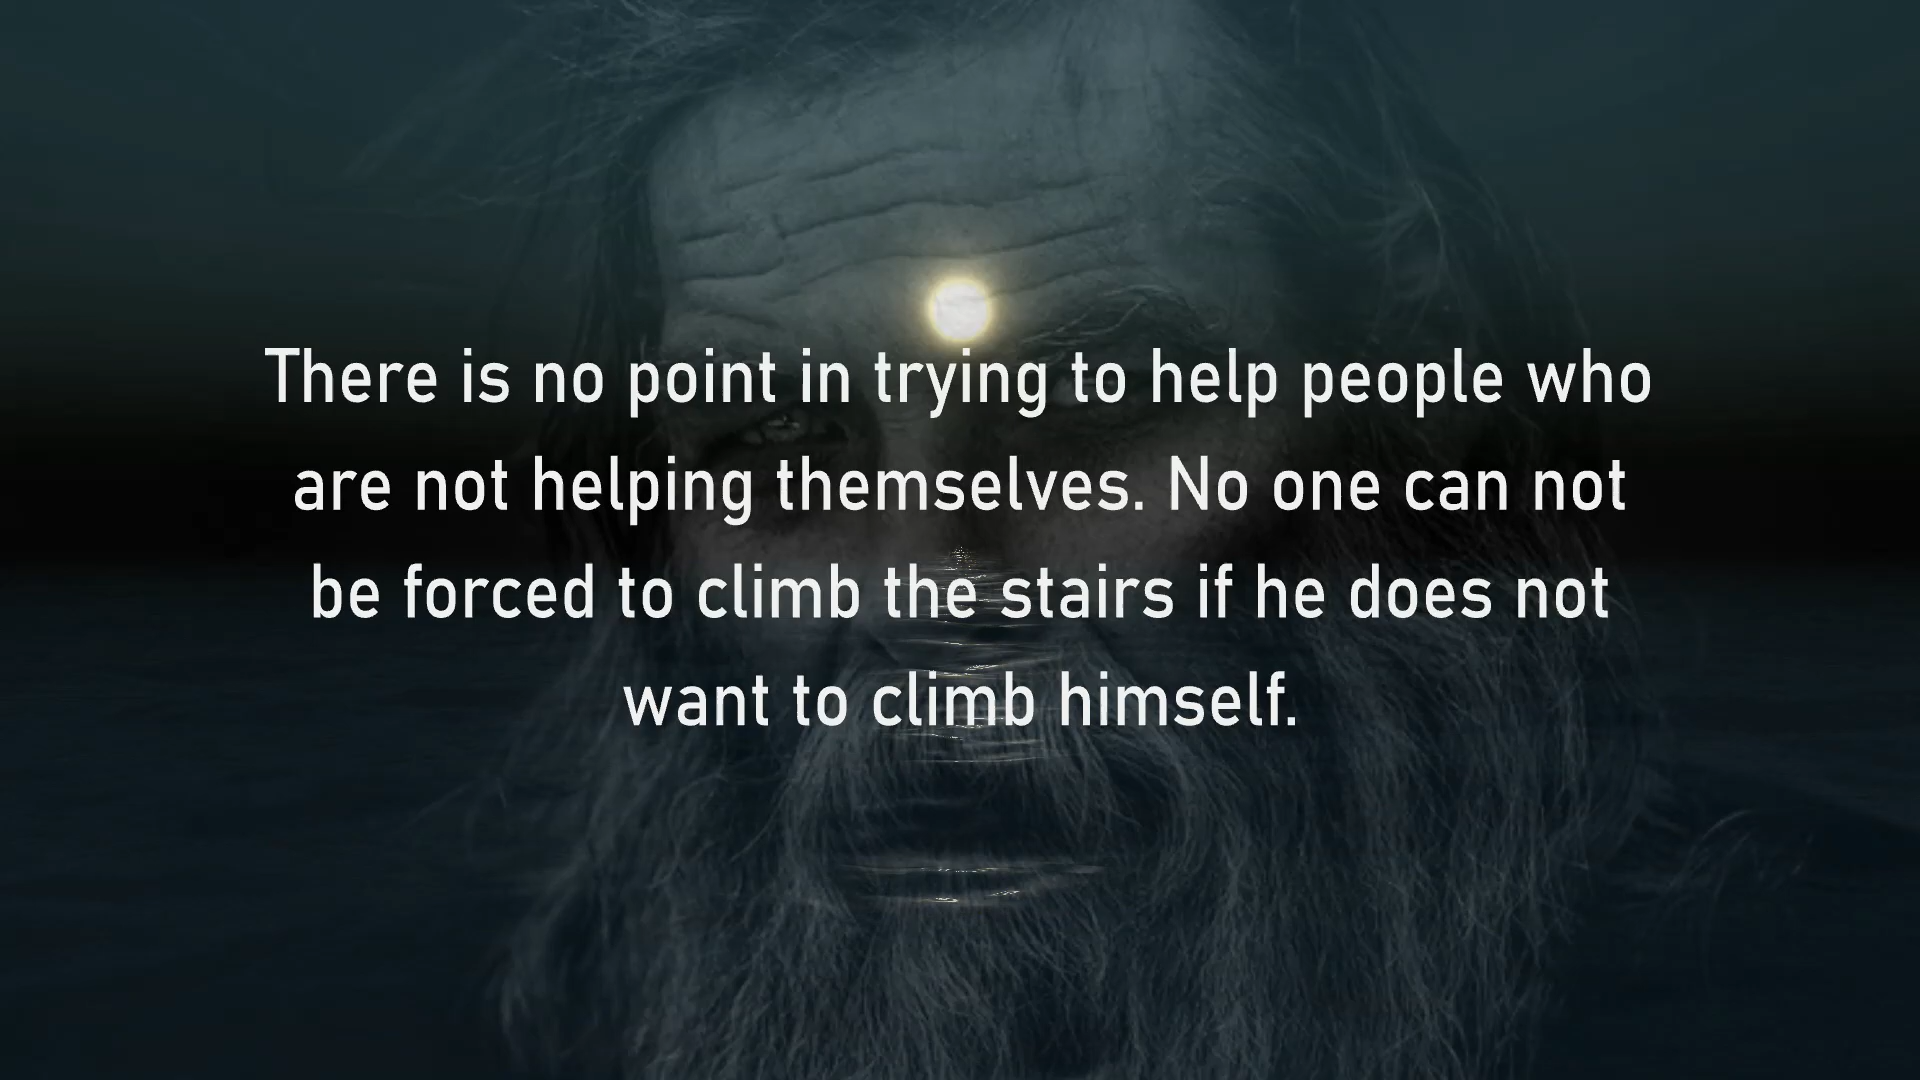 There is no point in trying to help people who
are not helping themselves. No one can not
be forced to climb the stairs if he does not
want to climb himself.